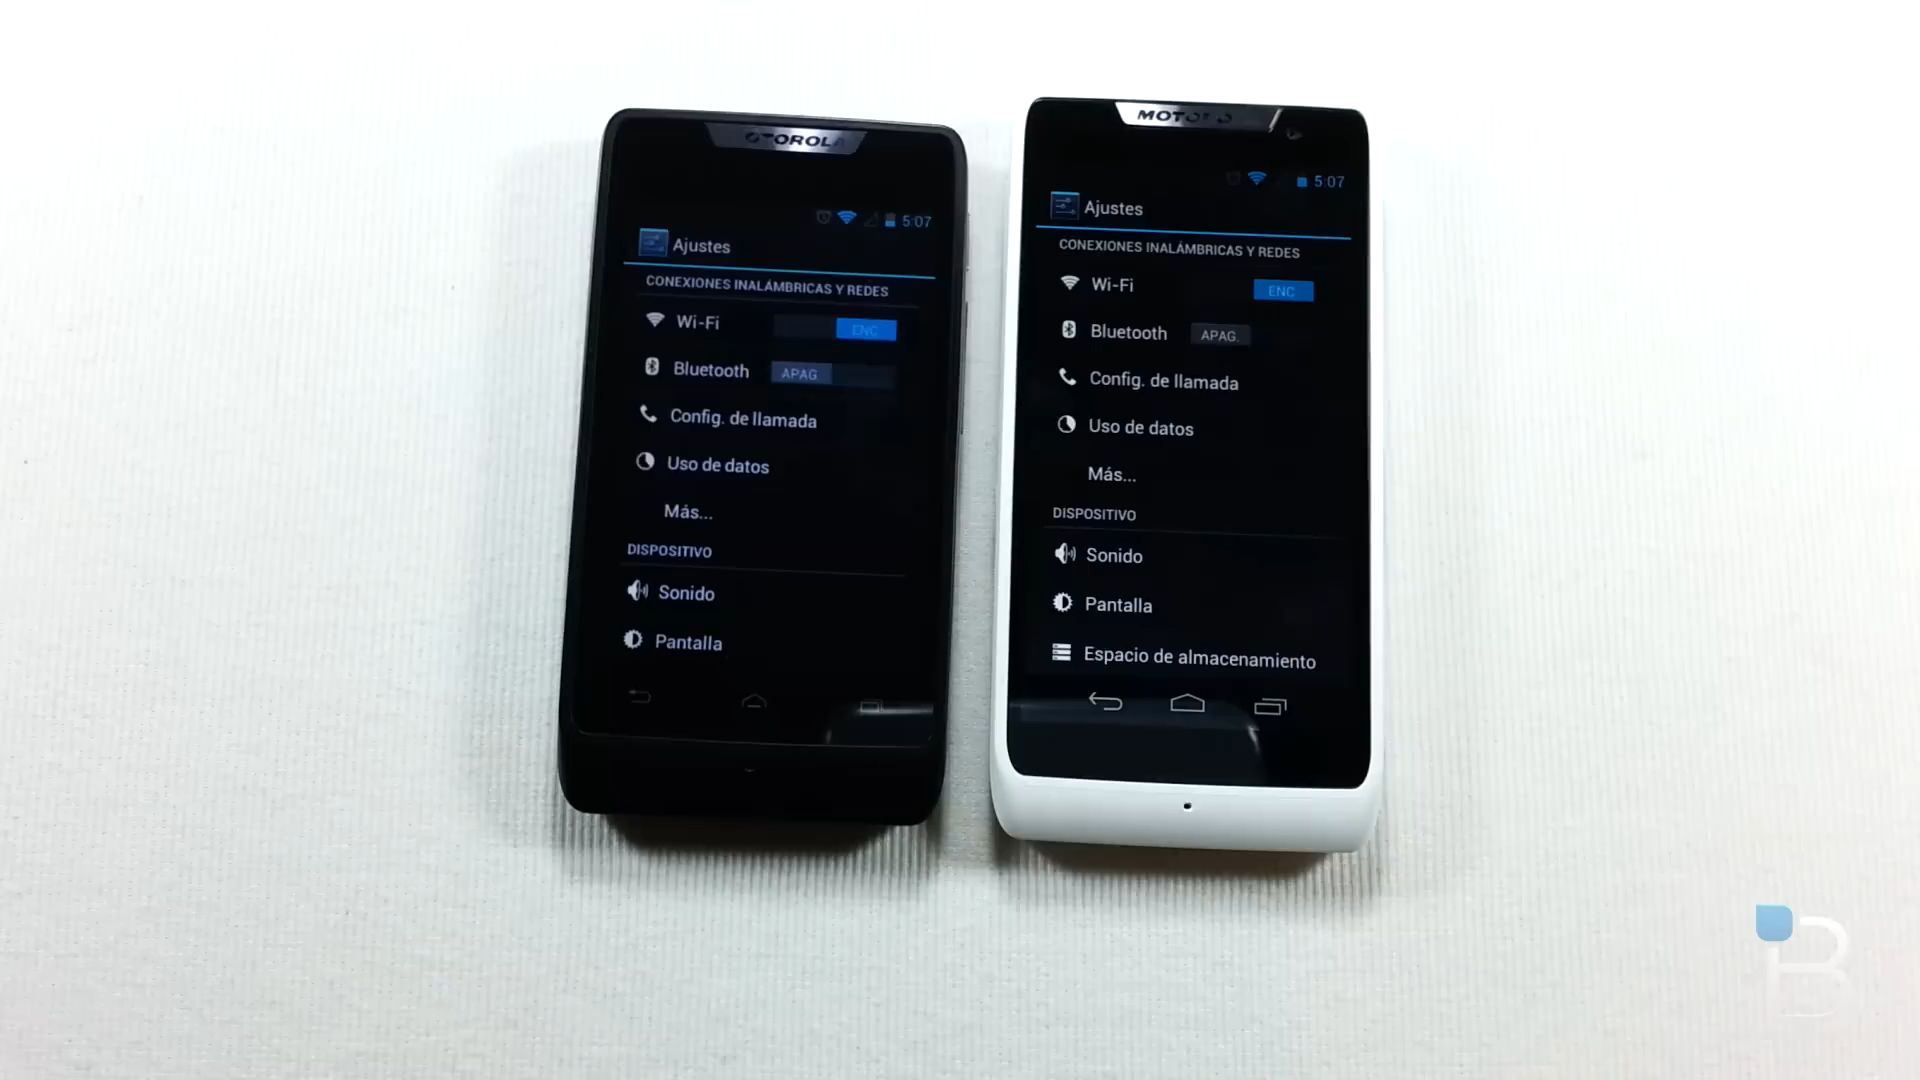 OTOROLA
5:07
Ajustes
CONEXIONES INALÁMBRICAS Y REDES
Wi-Fi ENC
Bluetooth APAG
Config. de llamada
Uso de datos
Más...
DISPOSITIVO
Sonido
Pantalla
MOTOROLA
5:07
Ajustes
CONEXIONES INALÁMBRICAS Y REDES
Wi-Fi ENC
Bluetooth APAG.
Config. de llamada
Uso de datos
Más...
DISPOSITIVO
Sonido
Pantalla
Espacio de almacenamiento
B